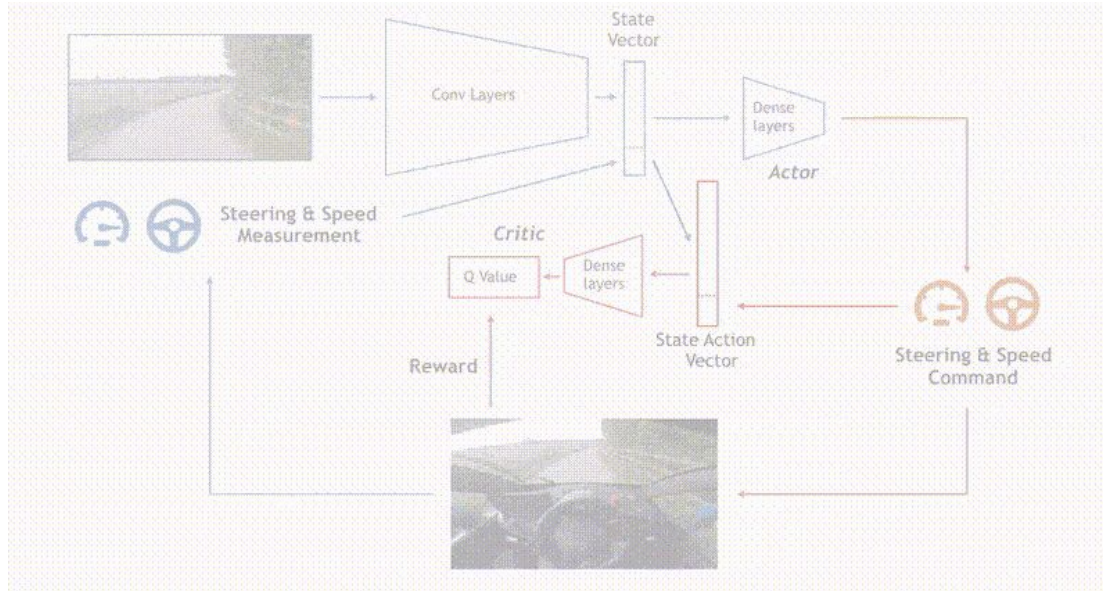 State
Vector
Conv Layers
Dense
layers
Actor
Steering & Speed
Measurement
Critic
Q Value
Dense
layers
State Action
Vector
Steering & Speed
Command
Reward